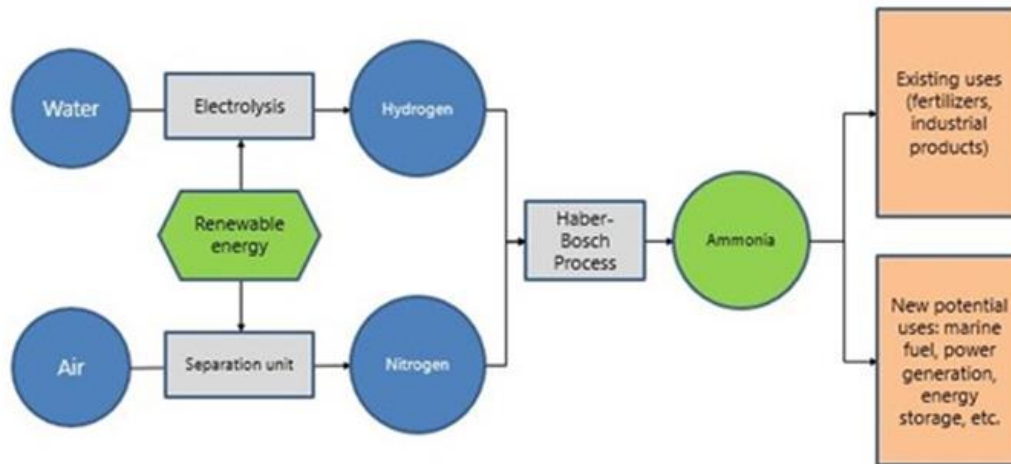 Water
Electrolysis
Hydrogen
Renewable
energy
Air
Separation unit
Nitrogen
Haber-
Bosch
Process
Ammonia
Existing uses
(fertilizers,
industrial
products)
New potential
uses: marine
fuel, power
generation,
energy
storage, etc.